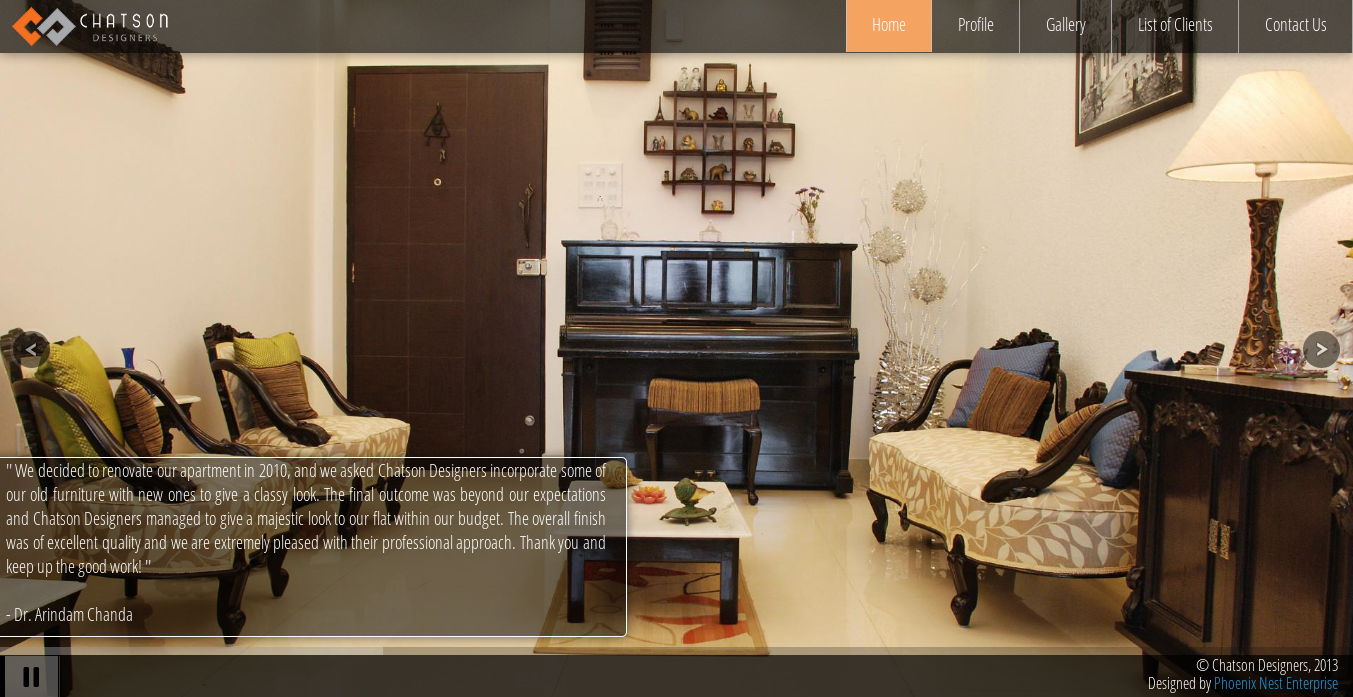 CHATSON
DESIGNERS
Home
Profile
Gallery
List of Clients
Contact Us
" We decided to renovate our apartment in 2010, and we asked Chatson Designers incorporate some of
our old furniture with new ones to give a classy look. The final outcome was beyond our expectations
and Chatson Designers managed to give a majestic look to our flat within our budget. The overall finish
was of excellent quality and we are extremely pleased with their professional approach. Thank you and
keep up the good work! "
- Dr. Arindam Chanda
© Chatson Designers, 2013
Designed by Phoenix Nest Enterprise